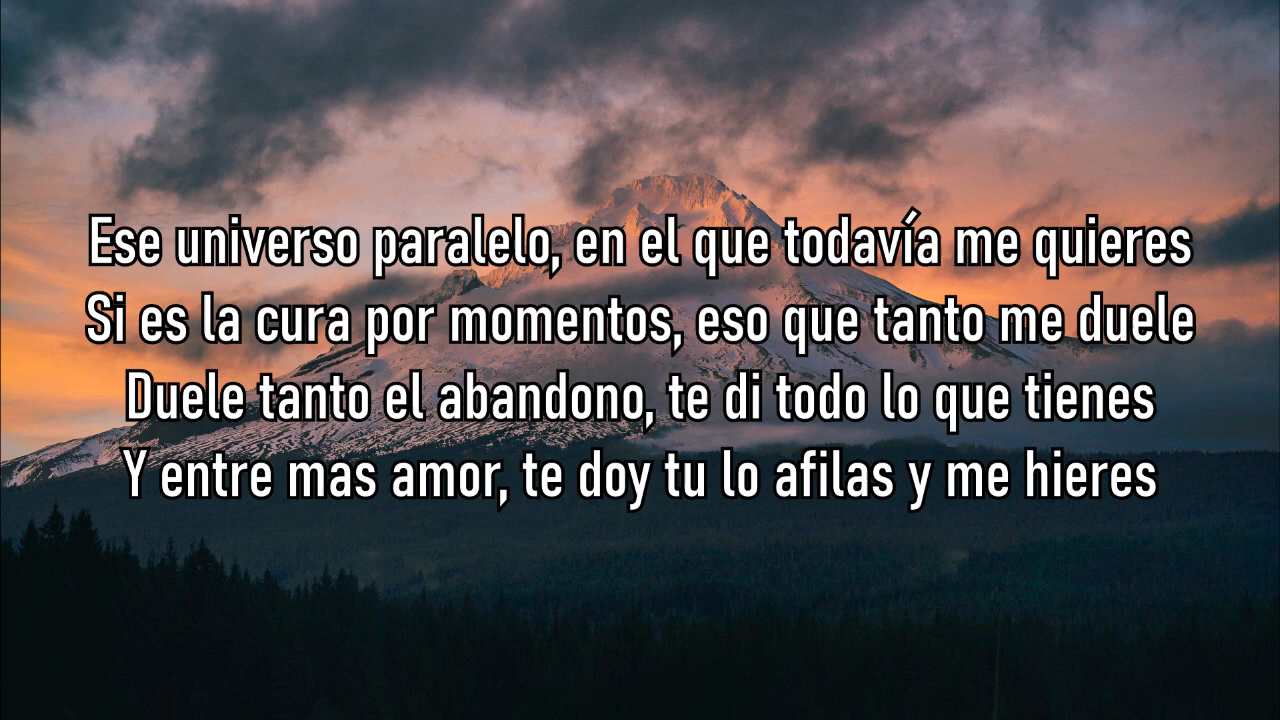 Ese universo paralelo, en el que todavía me quieres
Si es la cura por momentos, eso que tanto me duele
Duele tanto el abandono, te di todo lo que tienes
Y entre mas amor, te doy tu lo afilas y me hieres